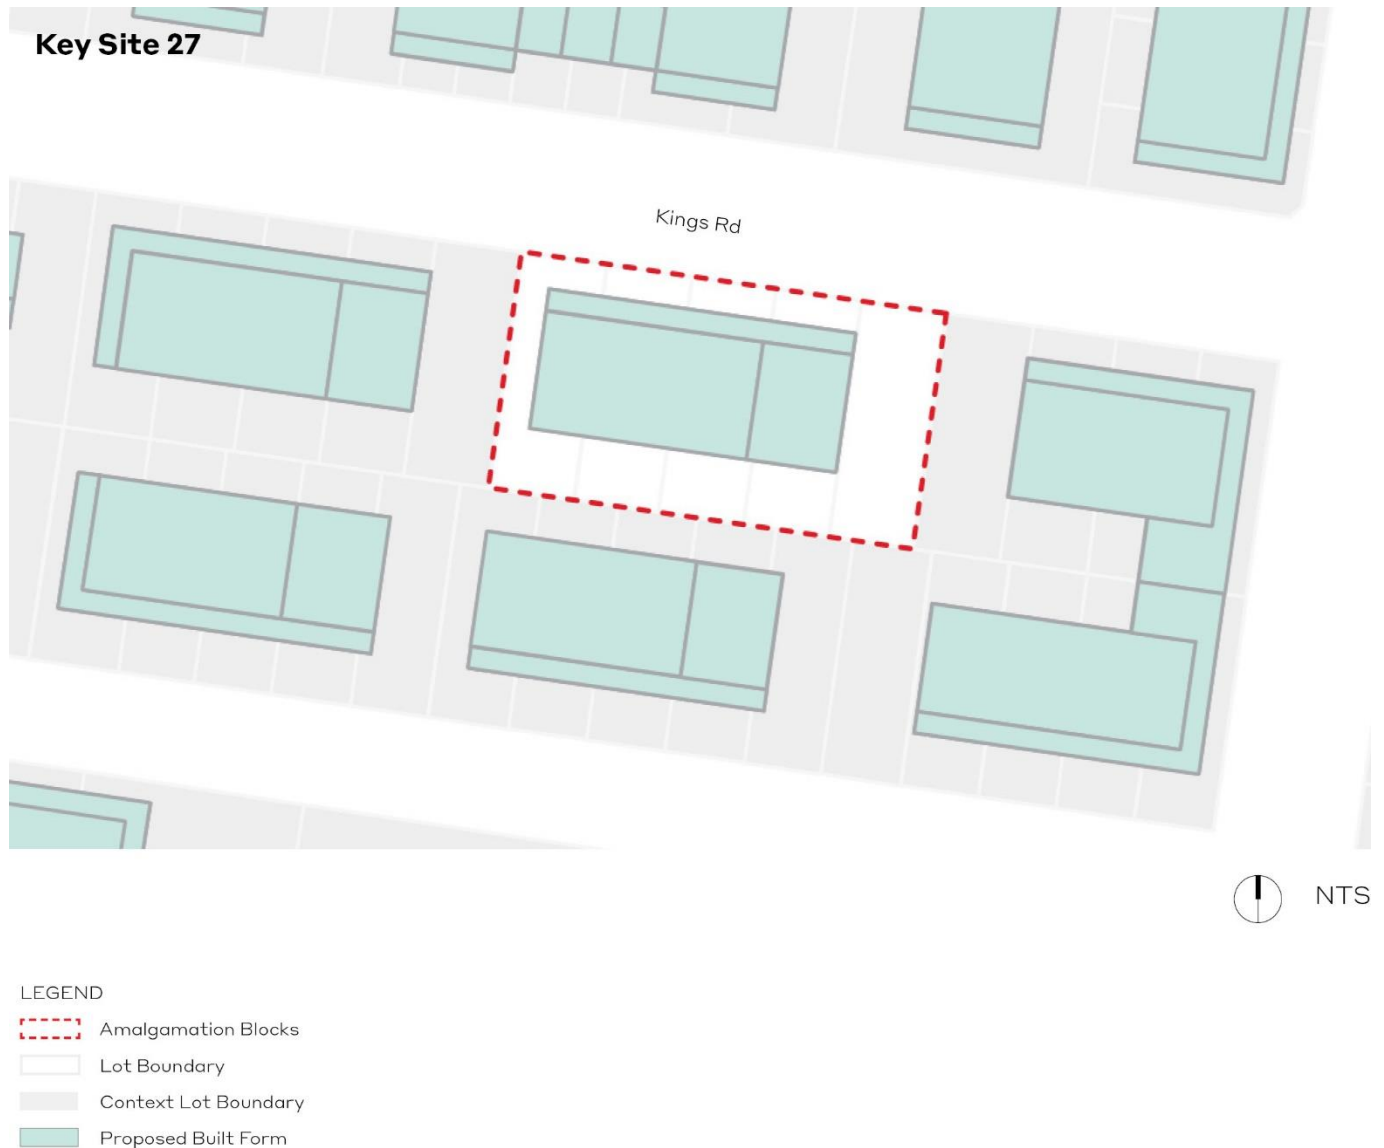 Key Site 27
Kings Rd
NTS
LEGEND
Amalgamation Blocks
Lot Boundary
Context Lot Boundary
Proposed Built Form